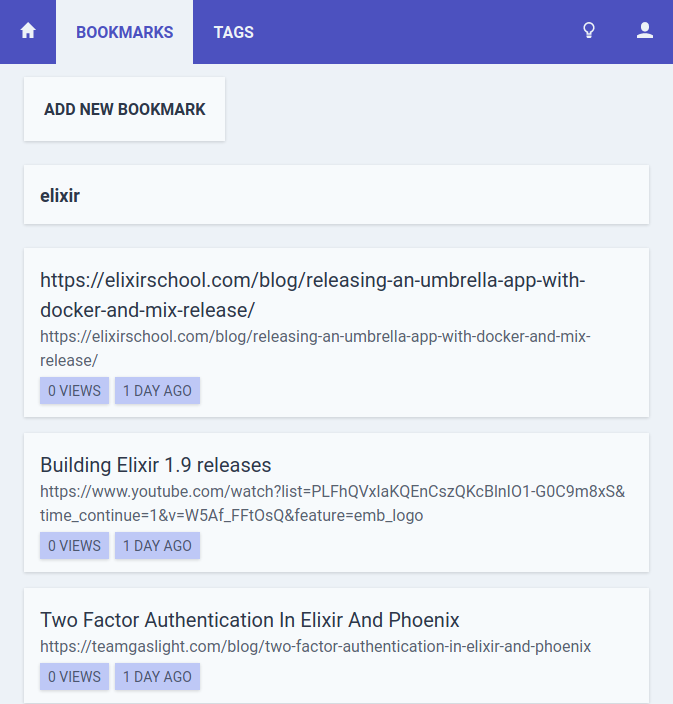 BOOKMARKS TAGS
ADD NEW BOOKMARK
elixir
https://elixirschool.com/blog/releasing-an-umbrella-app-with-
docker-and-mix-release/
https://elixirschool.com/blog/releasing-an-umbrella-app-with-docker-and-mix-
release/
0 VIEWS 1 DAY AGO
Building Elixir 1.9 releases
https://www.youtube.com/watch?list=PLFhQVxlaKQEnCszQKcBlnIO1-G0C9m8xS&
time_continue=1&v=W5Af_FFtOsQ&feature=emb_logo
0 VIEWS 1 DAY AGO
Two Factor Authentication In Elixir And Phoenix
https://teamgaslight.com/blog/two-factor-authentication-in-elixir-and-phoenix
0 VIEWS 1 DAY AGO